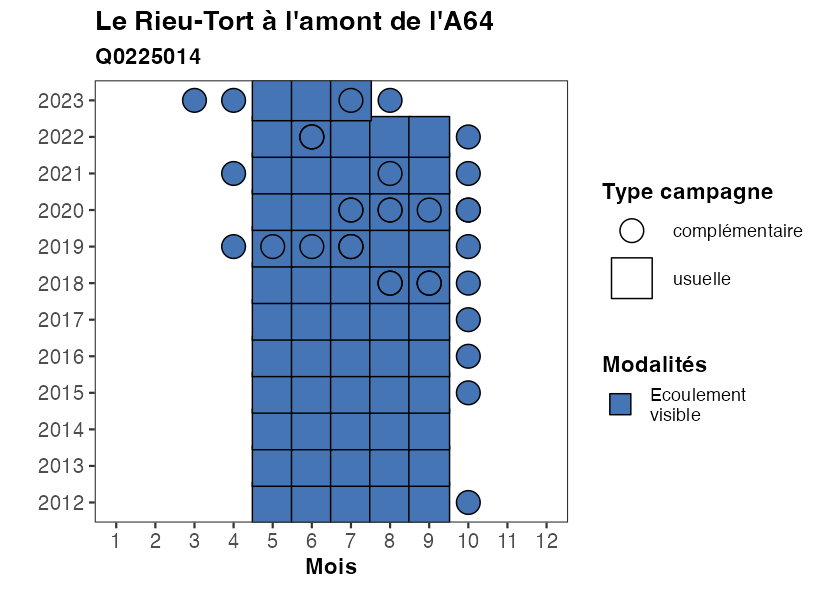 Le Rieu-Tort à l'amont de l'A64
Q0225014
2023
2022
2021
2020
2019
2018
2017
2016
2015
2014
2013
2012
1 2 3 4 5 6 7 8 9 10 11 12
Mois
Type campagne
complémentaire
usuelle
Modalités
Ecoulement
visible